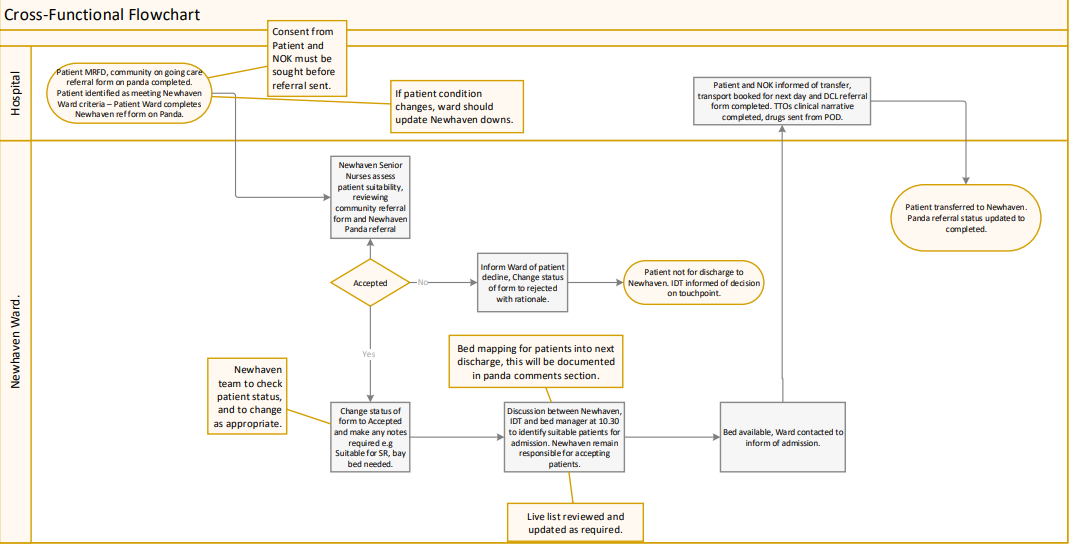 Cross-Functional Flowchart
Consent from
Patient and
NOK must be
sought before
referral sent.
Hospital
Patient MRFD, community on going care
referral form on panda completed.
Patient identified as meeting Newhaven
Ward criteria – Patient Ward completes
Newhaven ref form on Panda.
If patient condition
changes, ward should
update Newhaven downs.
Patient and NOK informed of transfer,
transport booked for next day and DCL referral
form completed. TTOs clinical narrative
completed, drugs sent from POD.
Newhaven Ward.
Newhaven Senior
Nurses assess
patient suitability,
reviewing
community referral
form and Newhaven
Panda referral
Patient transferred to Newhaven.
Panda referral status updated to
completed.
Accepted
No
Inform Ward of patient
decline, Change status
of form to rejected
with rationale.
Patient not for discharge to
Newhaven. IDT informed of decision
on touchpoint.
Yes
Bed mapping for patients into next
discharge, this will be documented
in panda comments section.
Newhaven
team to check
patient status,
and to change
as appropriate.
Change status of
form to Accepted
and make any notes
required e.g
Suitable for SR, bay
bed needed.
Discussion between Newhaven,
IDT and bed manager at 10.30
to identify suitable patients for
admission. Newhaven remain
responsible for accepting
patients.
Bed available, Ward contacted to
inform of admission.
Live list reviewed and
updated as required.